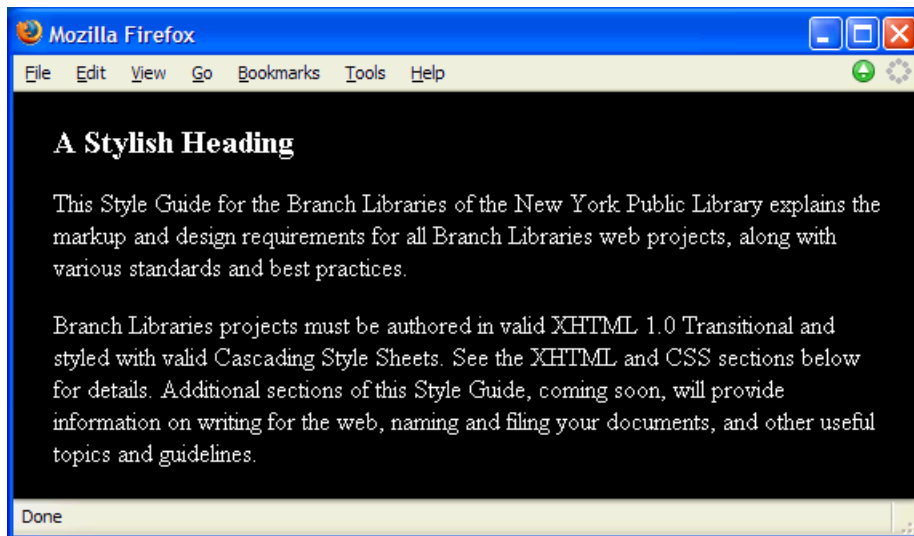 Mozilla Firefox
File Edit View Go Bookmarks Tools Help
A Stylish Heading
This Style Guide for the Branch Libraries of the New York Public Library explains the
markup and design requirements for all Branch Libraries web projects, along with
various standards and best practices.
Branch Libraries projects must be authored in valid XHTML 1.0 Transitional and
styled with valid Cascading Style Sheets. See the XHTML and CSS sections below
for details. Additional sections of this Style Guide, coming soon, will provide
information on writing for the web, naming and filing your documents, and other useful
topics and guidelines.
Done